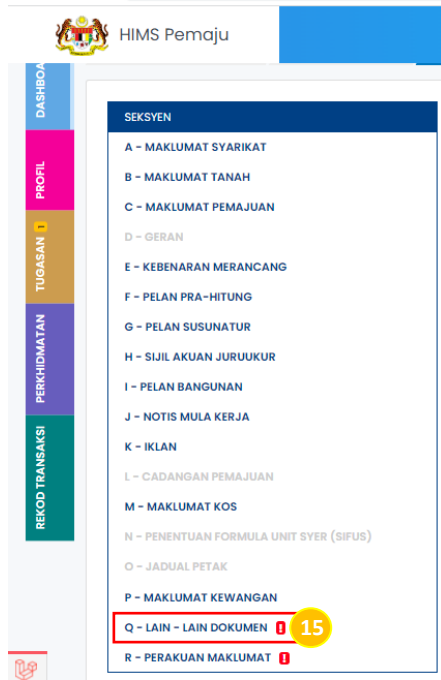 HIMS Pemaju
DASHBOA
PROFIL
TUGASAN 1
PERKHIDMATAN
REKOD TRANSAKSI
SEKSYEN
A - MAKLUMAT SYARIKAT
B - MAKLUMAT TANAH
C - MAKLUMAT PEMAJUAN
D - GERAN
E - KEBENARAN MERANCANG
F - PELAN PRA-HITUNG
G - PELAN SUSUNATUR
H - SIJIL AKUAN JURUUKUR
I - PELAN BANGUNAN
J - NOTIS MULA KERJA
K - IKLAN
L - CADANGAN PEMAJUAN
M - MAKLUMAT KOS
N - PENENTUAN FORMULA UNIT SYER (SIFUS)
O - JADUAL PETAK
P - MAKLUMAT KEWANGAN
Q - LAIN - LAIN DOKUMEN ! 15
R - PERAKUAN MAKLUMAT !